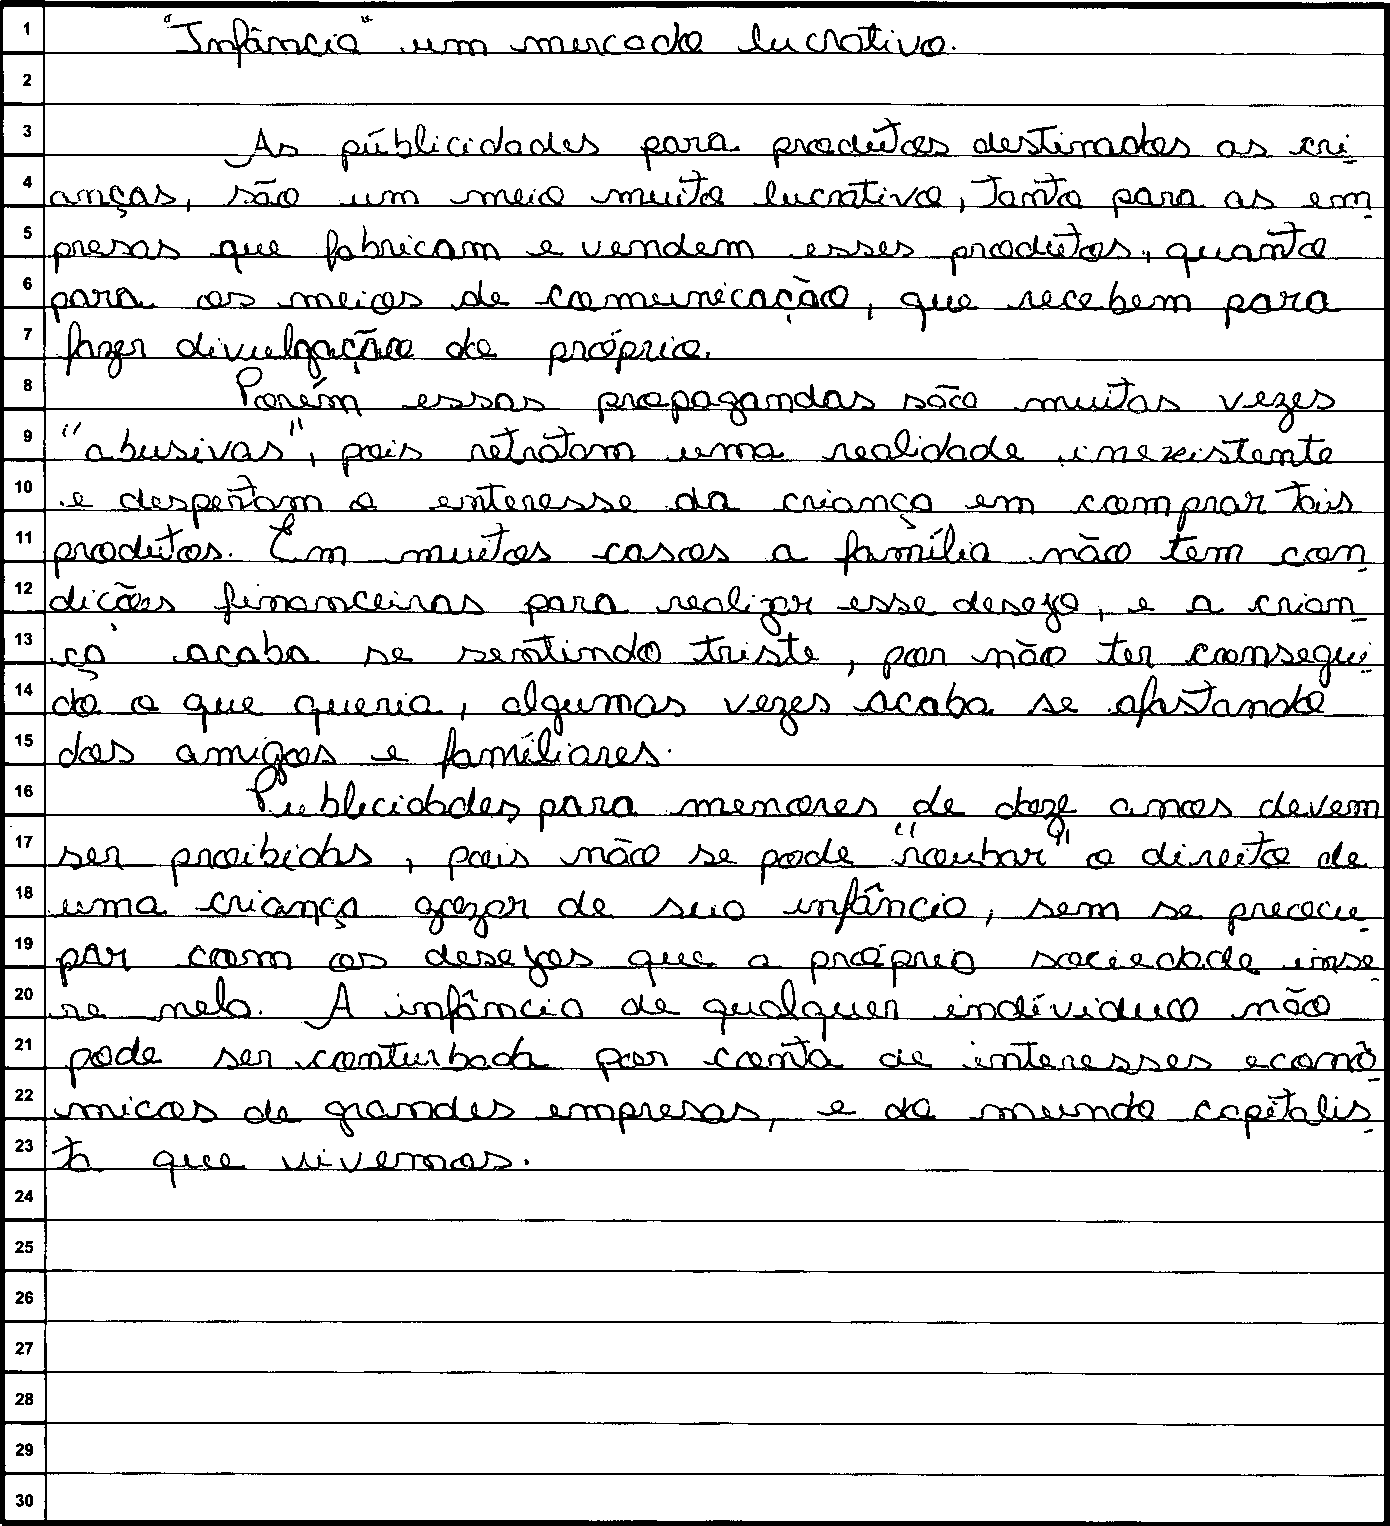 1 "Infância" um mercado lucrativo.
2
3 As públicidades para produtos destinados as cri
4 anças, são um meio muito lucrativo, tanto para as em
5 presas que fabricam e vendem esses produtos, quanto
6 para os meios de comunicação, que recebem para
7 fazer divulgação do próprio.
8 Porém essas propagandas são muitas vezes
9 "abusivas", pois retratam uma realidade inexistente
10 e despertam o enteresse da criança em comprar tais
11 produtos. Em muitos casos a família não tem con
12 dições financeiras para realizar esse desejo, e a crian
13 ça acaba se sentindo triste, por não ter consegui
14 do o que queria, algumas vezes acaba se afastando
15 dos amigos e famíliares.
16 Publicidades para menores de doze anos devem
17 ser proibidas, pois não se pode "roubar" o direito de
18 uma criança gozar de sua infância, sem se preocu
19 par com os desejos que a própria sociedade inse
20 re nela. A infância de qualquer indíviduo não
21 pode ser conturbada por conta de interesses econô
22 micos de grandes empresas, e do mundo capitalis
23 ta que vivemos.
24
25
26
27
28
29
30